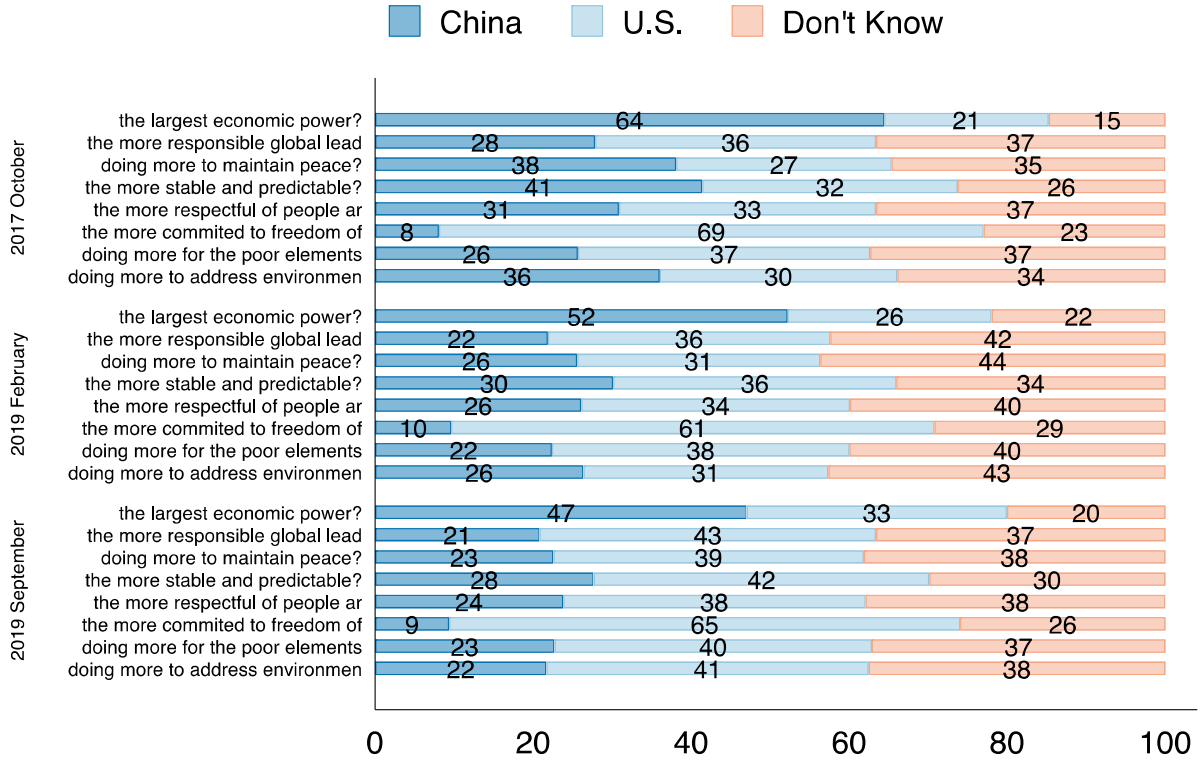 China U.S. Don't Know
2017 October
the largest economic power? 64 21 15
the more responsible global lead 28 36 37
doing more to maintain peace? 38 27 35
the more stable and predictable? 41 32 26
the more respectful of people ar 31 33 37
the more commited to freedom of 8 69 23
doing more for the poor elements 26 37 37
doing more to address environmen 36 30 34
2019 February
the largest economic power? 52 26 22
the more responsible global lead 22 36 42
doing more to maintain peace? 26 31 44
the more stable and predictable? 30 36 34
the more respectful of people ar 26 34 40
the more commited to freedom of 10 61 29
doing more for the poor elements 22 38 40
doing more to address environmen 26 31 43
2019 September
the largest economic power? 47 33 20
the more responsible global lead 21 43 37
doing more to maintain peace? 23 39 38
the more stable and predictable? 28 42 30
the more respectful of people ar 24 38 38
the more commited to freedom of 9 65 26
doing more for the poor elements 23 40 37
doing more to address environmen 22 41 38
0 20 40 60 80 100